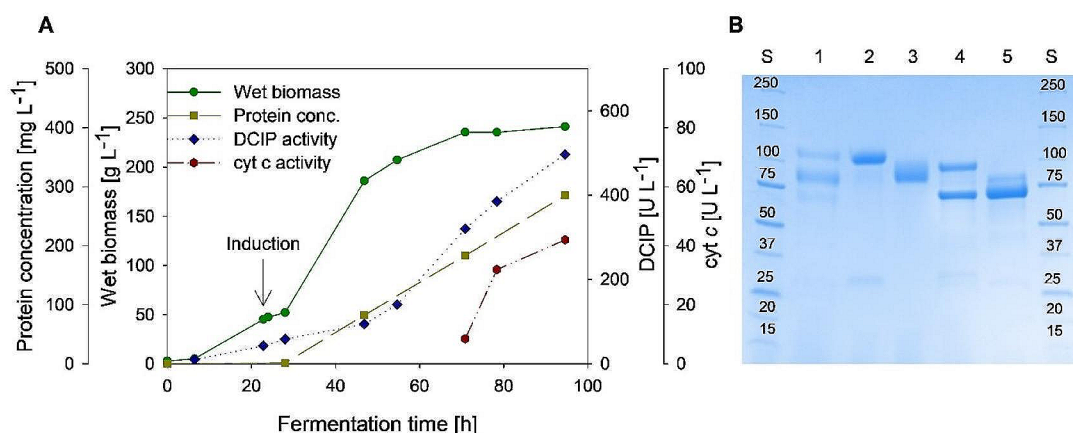 A
Protein concentration [mg L⁻¹]
500
400
300
200
100
0
Wet biomass [g L⁻¹]
300
250
200
150
100
50
0
Wet biomass
Protein conc.
DCIP activity
cyt c activity
Induction
0 20 40 60 80 100
Fermentation time [h]
600
400
200
0
DCIP [U L⁻¹]
100
80
60
40
20
0
cyt c [U L⁻¹]
B
S 1 2 3 4 5 S
250
150
100
75
50
37
25
20
15
250
150
100
75
50
37
25
20
15